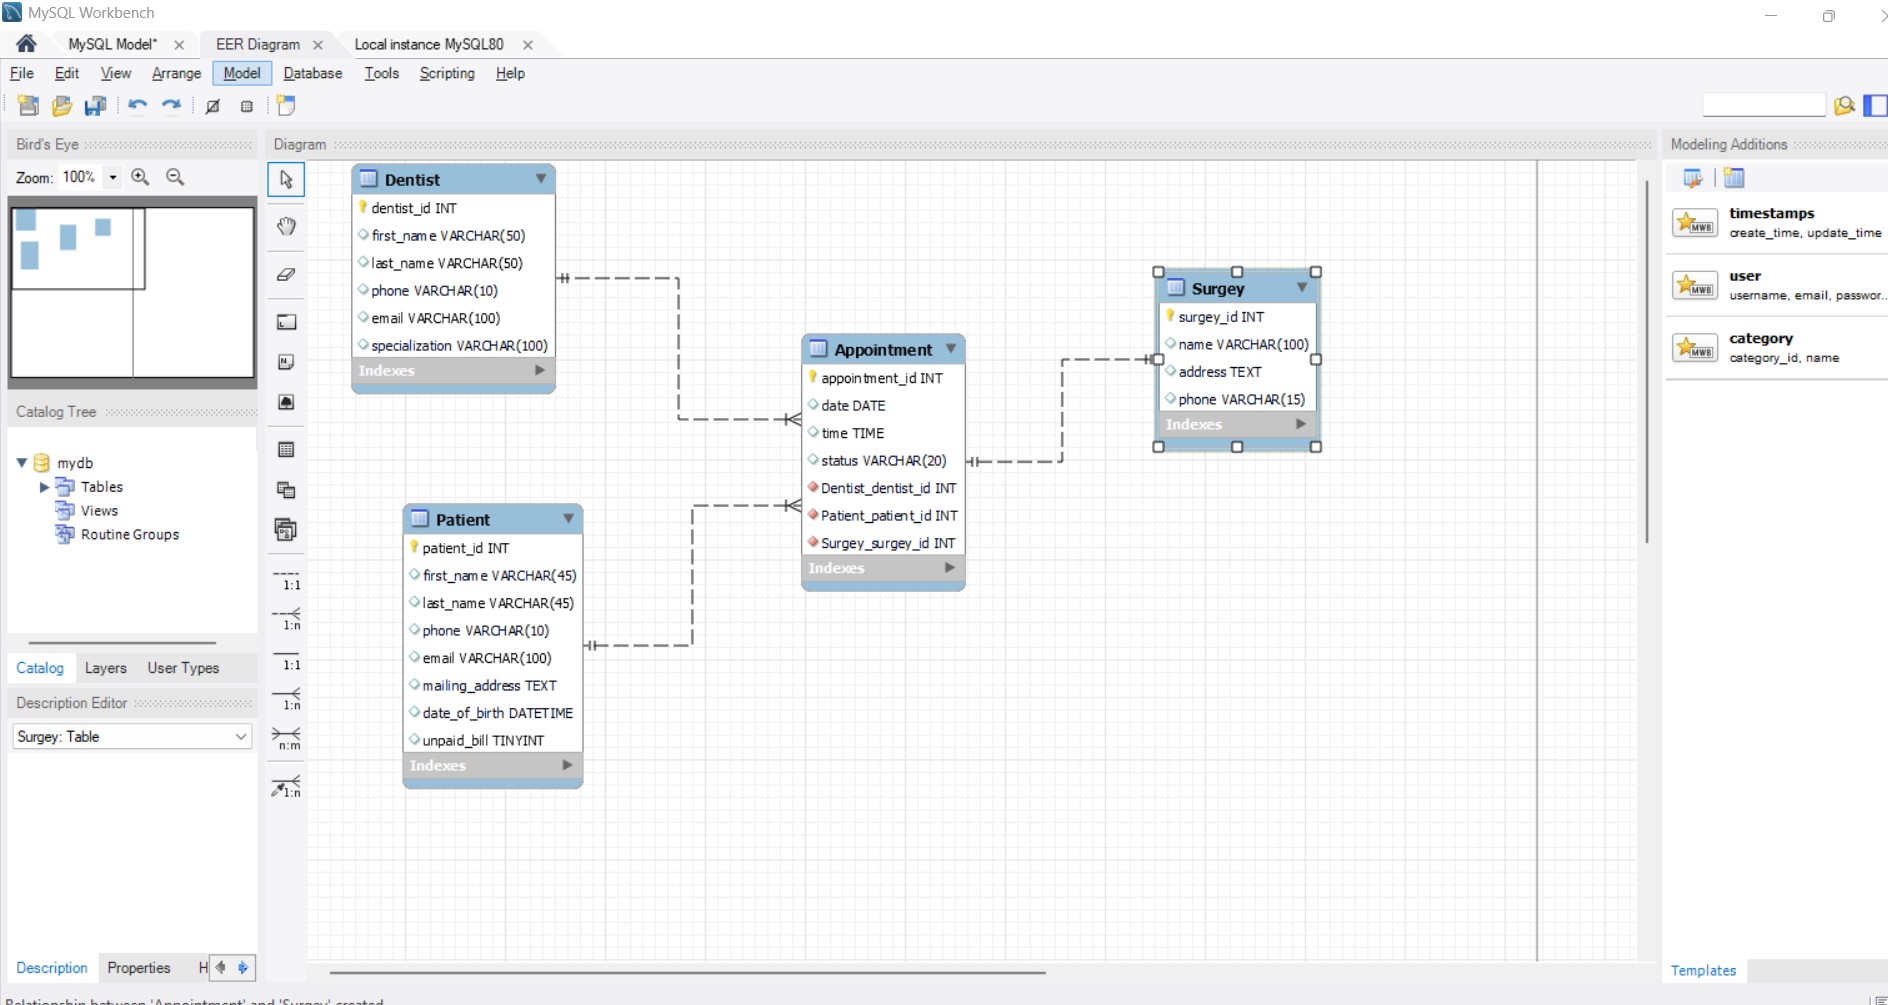 MySQL Workbench
MySQL Model*
EER Diagram
Local instance MySQL80
File Edit View Arrange Model Database Tools Scripting Help
Bird's Eye
Zoom: 100%
Catalog Tree
mydb
Tables
Views
Routine Groups
Catalog Layers User Types
Description Editor
Surgey: Table
Description Properties H
Diagram
1:1
1:n
1:1
1:n
n:m
1:n
Dentist
dentist_id INT
first_name VARCHAR(50)
last_name VARCHAR(50)
phone VARCHAR(10)
email VARCHAR(100)
specialization VARCHAR(100)
Indexes
Patient
patient_id INT
first_name VARCHAR(45)
last_name VARCHAR(45)
phone VARCHAR(10)
email VARCHAR(100)
mailing_address TEXT
date_of_birth DATETIME
unpaid_bill TINYINT
Indexes
Appointment
appointment_id INT
date DATE
time TIME
status VARCHAR(20)
Dentist_dentist_id INT
Patient_patient_id INT
Surgey_surgey_id INT
Indexes
Surgey
surgey_id INT
name VARCHAR(100)
address TEXT
phone VARCHAR(15)
Indexes
Modeling Additions
MWB
timestamps
create_time, update_time
MWB
user
username, email, passwor...
MWB
category
category_id, name
Templates
Relationship between 'Appointment' and 'Surgey' created